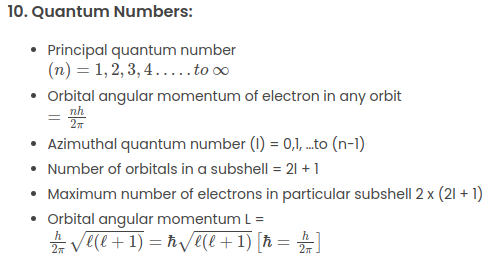 10. Quantum Numbers:
• Principal quantum number
(n) = 1, 2, 3, 4 . . . . . to ∞
• Orbital angular momentum of electron in any orbit
= nh/2π
• Azimuthal quantum number (l) = 0,1, …to (n-1)
• Number of orbitals in a subshell = 2l + 1
• Maximum number of electrons in particular subshell 2 x (2l + 1)
• Orbital angular momentum L =
h/2π √ℓ(ℓ + 1) = ħ√ℓ(ℓ + 1) [ħ = h/2π]